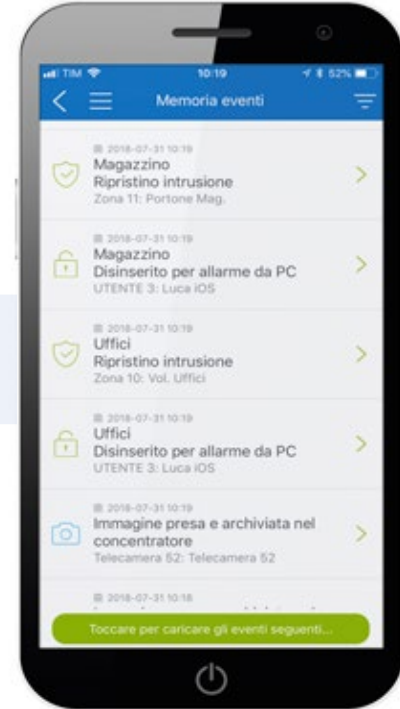 TIM 10:19 52%
Memoria eventi
2018-07-31 10:19
Magazzino
Ripristino intrusione
Zona 11: Portone Mag.
2018-07-31 10:19
Magazzino
Disinserito per allarme da PC
UTENTE 3: Luca iOS
2018-07-31 10:19
Uffici
Ripristino intrusione
Zona 10: Vol. Uffici
2018-07-31 10:19
Uffici
Disinserito per allarme da PC
UTENTE 3: Luca iOS
2018-07-31 10:19
Immagine presa e archiviata nel
concentratore
Telecamera 52: Telecamera 52
2018-07-31 10:18
Toccare per caricare gli eventi seguenti...